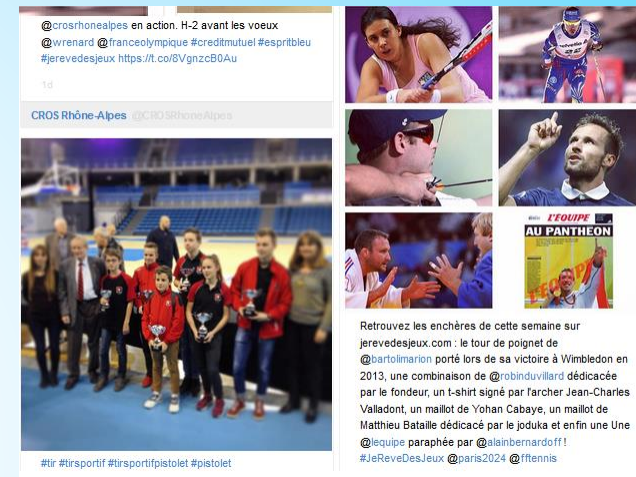 @crosrhonealpes en action. H-2 avant les voeux
@wrenard @franceolympique #creditmutuel #espritbleu
#jerevedesjeux https://t.co/8VgnzcB0Au
1d
CROS Rhône-Alpes @CROSRhoneAlpes
#tir #tirsportif #tirsportifpistolet #pistolet
22
L'EQUIPE
AU PANTHEON
Retrouvez les enchères de cette semaine sur
jerevedesjeux.com : le tour de poignet de
@bartolimarion porté lors de sa victoire à Wimbledon en
2013, une combinaison de @robinduvillard dédicacée
par le fondeur, un t-shirt signé par l'archer Jean-Charles
Valladont, un maillot de Yohan Cabaye, un maillot de
Matthieu Bataille dédicacé par le joduka et enfin une Une
@lequipe paraphée par @alainbernardoff !
#JeReveDesJeux @paris2024 @fftennis